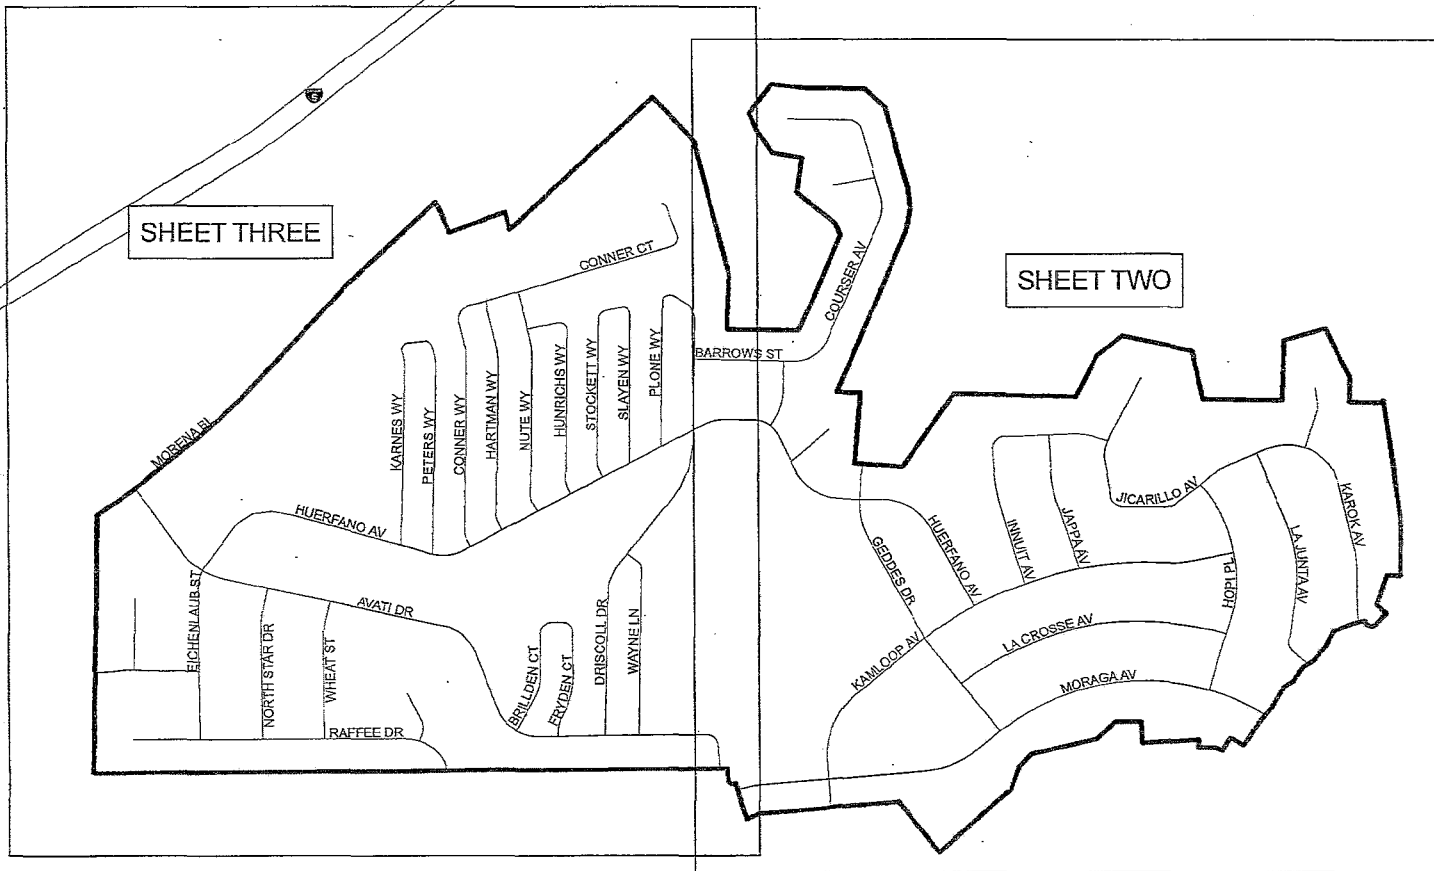 SHEET THREE
SHEET TWO
CONNER CT
COURSER AV
BARROWS ST
MORENA BL
KARNES WY
PETERS WY
CONNER WY
HARTMAN WY
NUTE WY
HUNRICHS WY
STOCKETT WY
SLAYEN WY
PLONE WY
HUERFANO AV
JICARILLO AV
KAROK AV
HUERFANO AV
INNUIT AV
JAPPA AV
LA JUNTA AV
GEDDES DR
HOPI PL
EICHENLAUB ST
AVATI DR
LA CROSSE AV
KAMLOOP AV
MORAGA AV
NORTH STAR DR
WHEAT ST
BRILLDEN CT
FRYDEN CT
DRISCOLL DR
WAYNE LN
RAFFEE DR